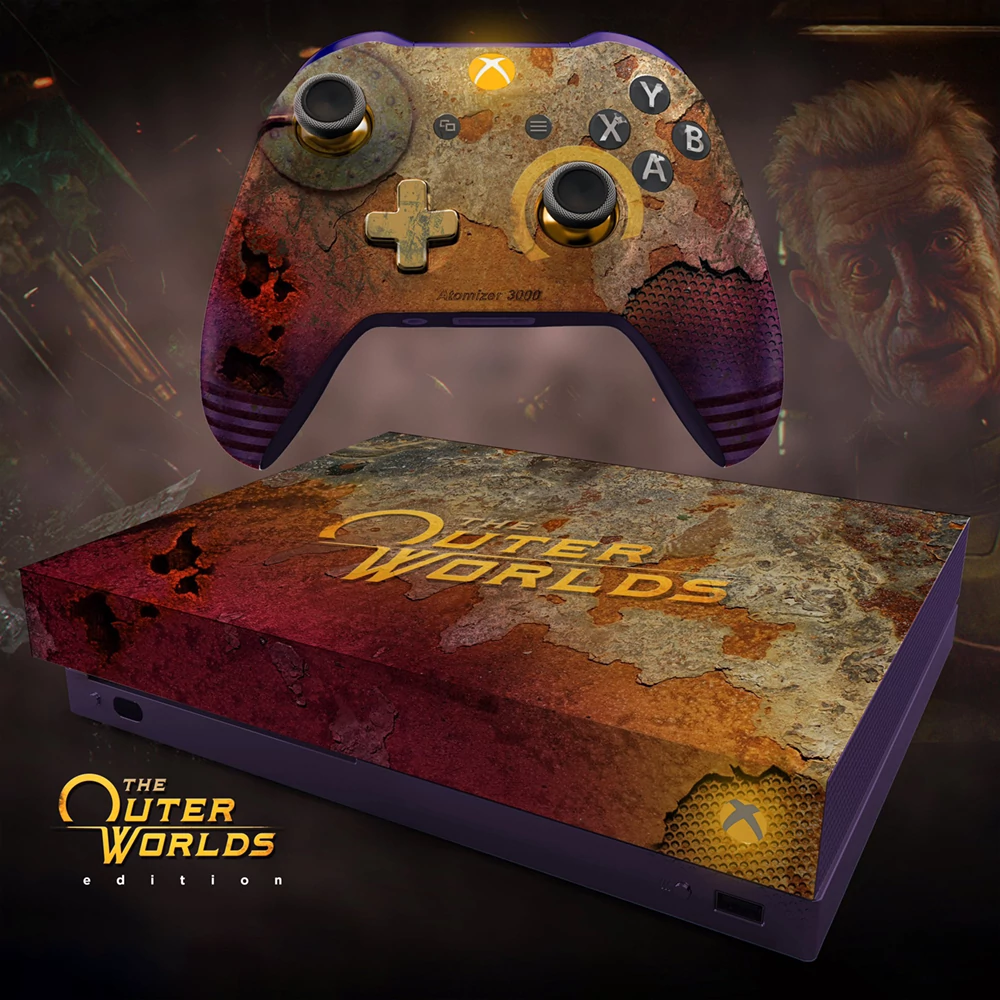 Y
X
B
A
Atomizer 3000
THE
OUTER
WORLDS
THE
OUTER
WORLDS
edition